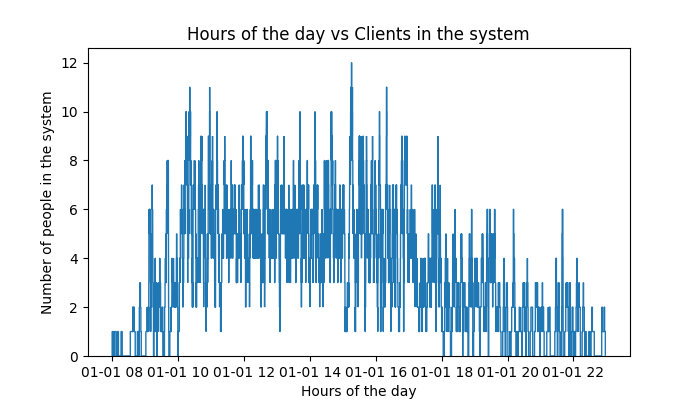 Hours of the day vs Clients in the system
12
10
8
6
4
2
0
Number of people in the system
01-01 08 01-01 10 01-01 12 01-01 14 01-01 16 01-01 18 01-01 20 01-01 22
Hours of the day